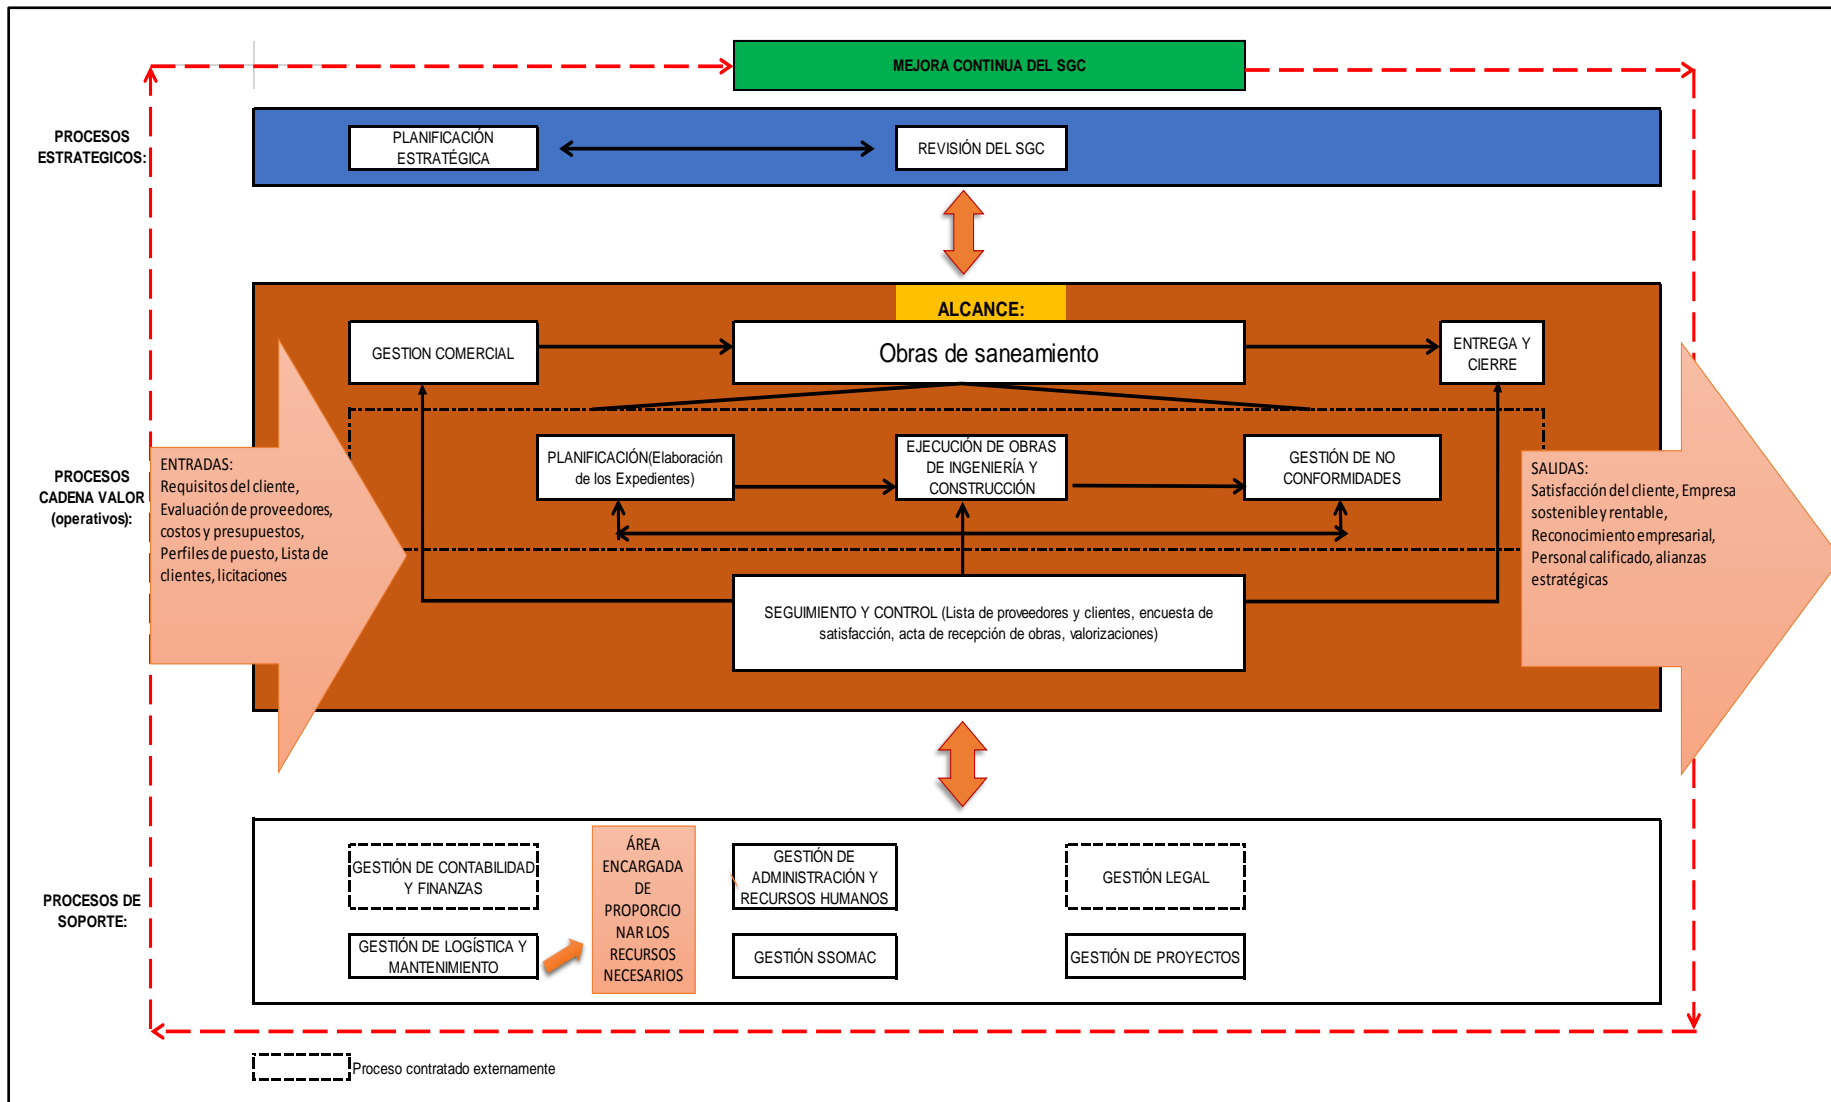 MEJORA CONTINUA DEL SGC
PROCESOS
ESTRATEGICOS:
PLANIFICACIÓN
ESTRATÉGICA
REVISIÓN DEL SGC
ALCANCE:
GESTION COMERCIAL
Obras de saneamiento
ENTREGA Y
CIERRE
PROCESOS
CADENA VALOR
(operativos):
ENTRADAS:
Requisitos del cliente,
Evaluación de proveedores,
costos y presupuestos,
Perfiles de puesto, Lista de
clientes, licitaciones
PLANIFICACIÓN(Elaboración
de los Expedientes)
EJECUCIÓN DE OBRAS
DE INGENIERÍA Y
CONSTRUCCIÓN
GESTIÓN DE NO
CONFORMIDADES
SALIDAS:
Satisfacción del cliente, Empresa
sostenible y rentable,
Reconocimiento empresarial,
Personal calificado, alianzas
estratégicas
SEGUIMIENTO Y CONTROL (Lista de proveedores y clientes, encuesta de
satisfacción, acta de recepción de obras, valorizaciones)
PROCESOS DE
SOPORTE:
GESTIÓN DE CONTABILIDAD
Y FINANZAS
ÁREA
ENCARGADA
DE
PROPORCIO
NAR LOS
RECURSOS
NECESARIOS
GESTIÓN DE
ADMINISTRACIÓN Y
RECURSOS HUMANOS
GESTIÓN LEGAL
GESTIÓN DE LOGÍSTICA Y
MANTENIMIENTO
GESTIÓN SSOMAC
GESTIÓN DE PROYECTOS
Proceso contratado externamente